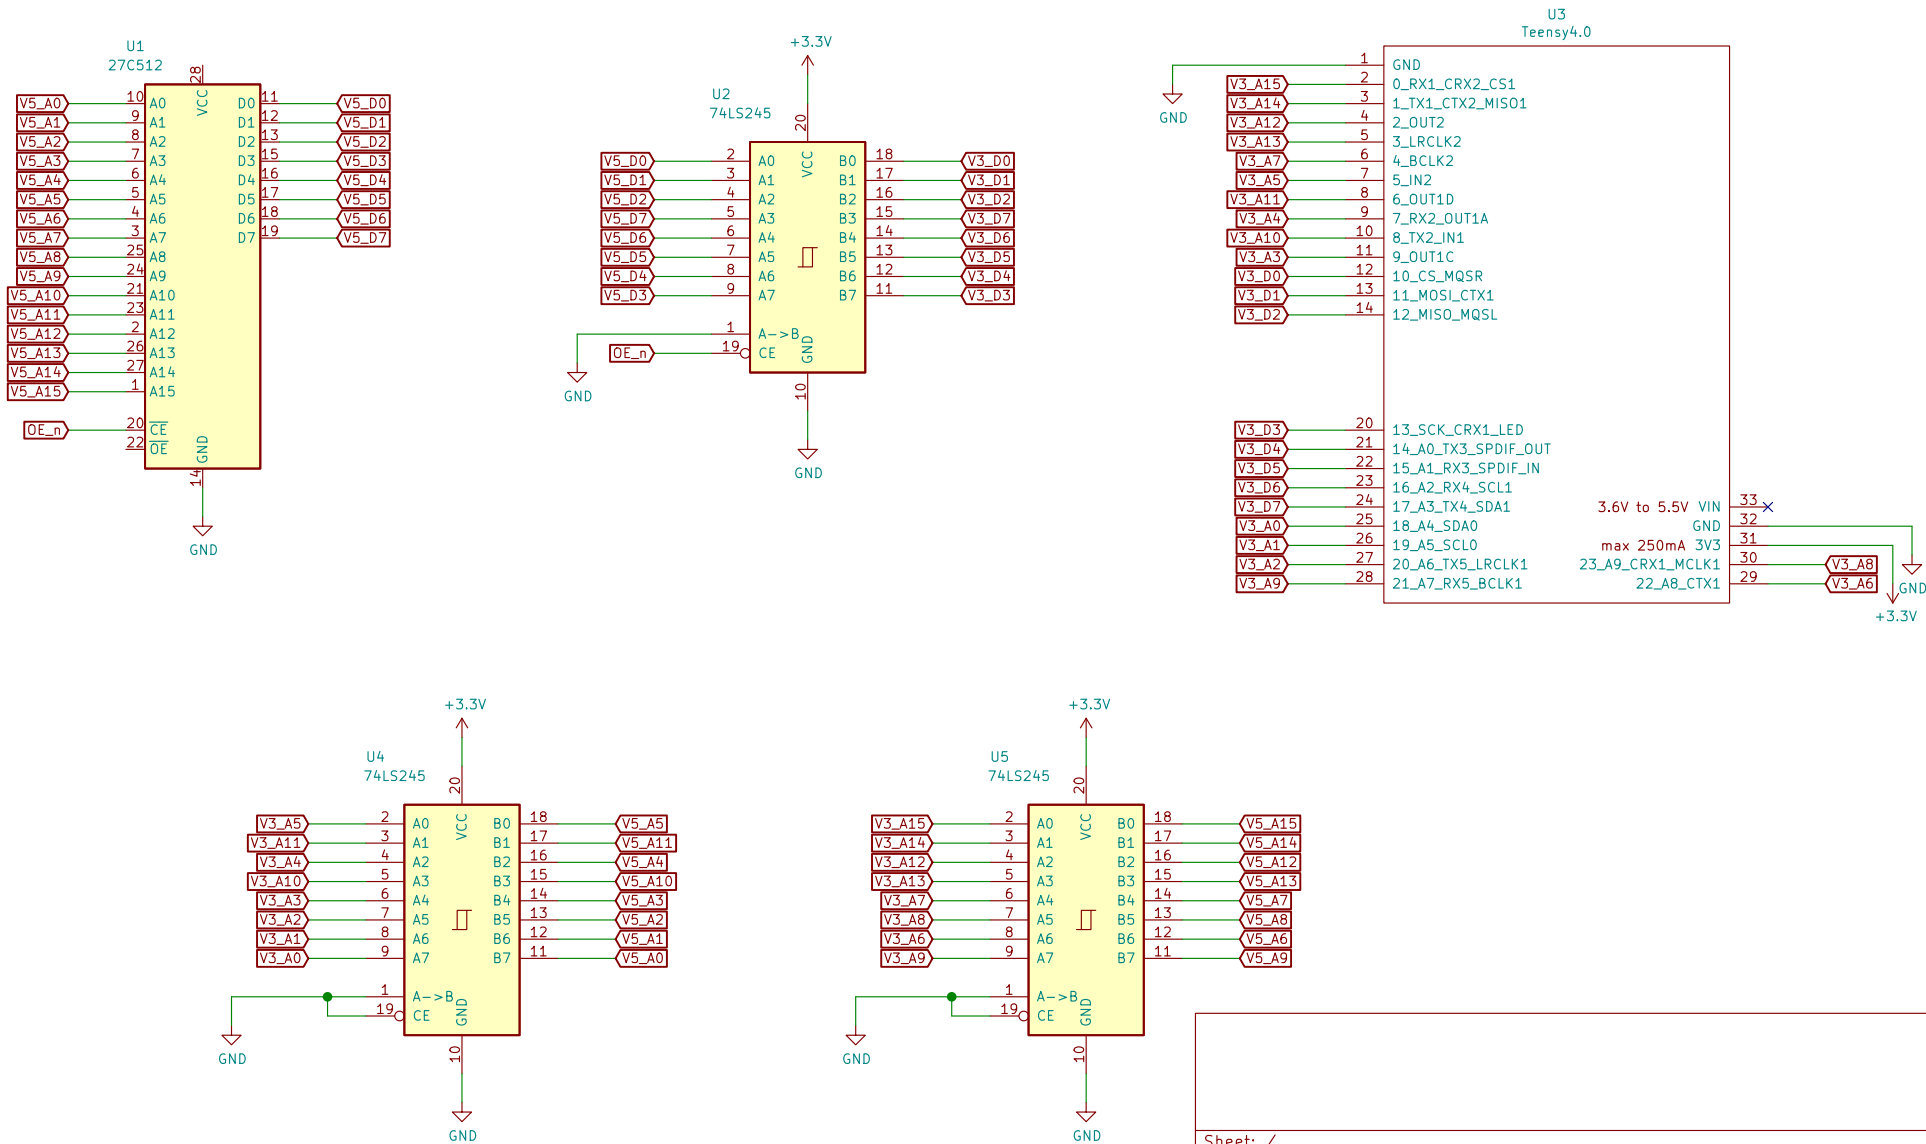 U1
27C512
28
VCC
V5_A0 10 A0 D0 11 V5_D0
V5_A1 9 A1 D1 12 V5_D1
V5_A2 8 A2 D2 13 V5_D2
V5_A3 7 A3 D3 15 V5_D3
V5_A4 6 A4 D4 16 V5_D4
V5_A5 5 A5 D5 17 V5_D5
V5_A6 4 A6 D6 18 V5_D6
V5_A7 3 A7 D7 19 V5_D7
V5_A8 25 A8
V5_A9 24 A9
V5_A10 21 A10
V5_A11 23 A11
V5_A12 2 A12
V5_A13 26 A13
V5_A14 27 A14
V5_A15 1 A15
OE_n 20 CE
22 OE
GND
14
GND
+3.3V
U2
74LS245
20
VCC
V5_D0 2 A0 B0 18 V3_D0
V5_D1 3 A1 B1 17 V3_D1
V5_D2 4 A2 B2 16 V3_D2
V5_D7 5 A3 B3 15 V3_D7
V5_D6 6 A4 B4 14 V3_D6
V5_D5 7 A5 B5 13 V3_D5
V5_D4 8 A6 B6 12 V3_D4
V5_D3 9 A7 B7 11 V3_D3
1 A->B
OE_n 19 CE
GND
GND
10
GND
U3
Teensy4.0
1 GND
GND
V3_A15 2 0_RX1_CRX2_CS1
V3_A14 3 1_TX1_CTX2_MISO1
V3_A12 4 2_OUT2
V3_A13 5 3_LRCLK2
V3_A7 6 4_BCLK2
V3_A5 7 5_IN2
V3_A11 8 6_OUT1D
V3_A4 9 7_RX2_OUT1A
V3_A10 10 8_TX2_IN1
V3_A3 11 9_OUT1C
V3_D0 12 10_CS_MQSR
V3_D1 13 11_MOSI_CTX1
V3_D2 14 12_MISO_MQSL
V3_D3 20 13_SCK_CRX1_LED
V3_D4 21 14_A0_TX3_SPDIF_OUT
V3_D5 22 15_A1_RX3_SPDIF_IN
V3_D6 23 16_A2_RX4_SCL1
V3_D7 24 17_A3_TX4_SDA1 3.6V to 5.5V VIN 33
V3_A0 25 18_A4_SDA0 GND 32
V3_A1 26 19_A5_SCL0 max 250mA 3V3 31
V3_A2 27 20_A6_TX5_LRCLK1 23_A9_CRX1_MCLK1 30 V3_A8
V3_A9 28 21_A7_RX5_BCLK1 22_A8_CTX1 29 V3_A6
GND
+3.3V
+3.3V
U4
74LS245
20
VCC
V3_A5 2 A0 B0 18 V5_A5
V3_A11 3 A1 B1 17 V5_A11
V3_A4 4 A2 B2 16 V5_A4
V3_A10 5 A3 B3 15 V5_A10
V3_A3 6 A4 B4 14 V5_A3
V3_A2 7 A5 B5 13 V5_A2
V3_A1 8 A6 B6 12 V5_A1
V3_A0 9 A7 B7 11 V5_A0
1 A->B
19 CE
GND
GND
10
GND
+3.3V
U5
74LS245
20
VCC
V3_A15 2 A0 B0 18 V5_A15
V3_A14 3 A1 B1 17 V5_A14
V3_A12 4 A2 B2 16 V5_A12
V3_A13 5 A3 B3 15 V5_A13
V3_A7 6 A4 B4 14 V5_A7
V3_A8 7 A5 B5 13 V5_A8
V3_A6 8 A6 B6 12 V5_A6
V3_A9 9 A7 B7 11 V5_A9
1 A->B
19 CE
GND
GND
10
GND
Sheet: /